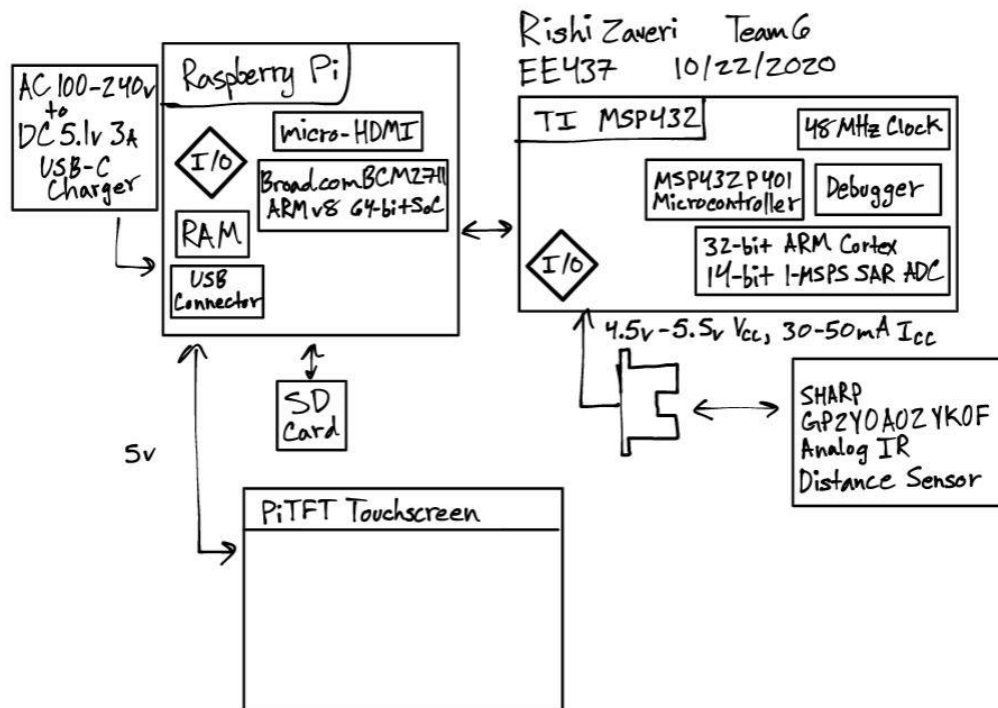 Rishi Zaveri Team 6
EE437 10/22/2020
AC 100-240v
to
DC 5.1v 3A
USB-C
Charger
Raspberry Pi
micro-HDMI
I/O
Broadcom BCM2711
ARM v8 64-bit SoC
RAM
USB
Connector
TI MSP432
48 MHz Clock
MSP432P401
Microcontroller
Debugger
32-bit ARM Cortex
14-bit 1-MSPS SAR ADC
I/O
4.5v-5.5v Vcc, 30-50mA Icc
SD
Card
SHARP
GP2Y0A02YK0F
Analog IR
Distance Sensor
5v
PiTFT Touchscreen